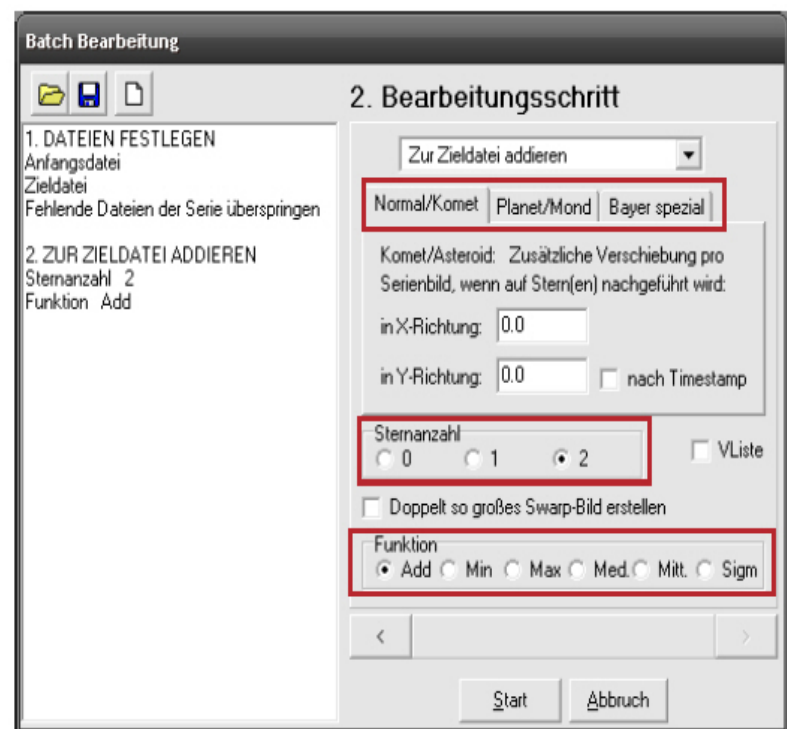 Batch Bearbeitung
1. DATEIEN FESTLEGEN
Anfangsdatei
Zieldatei
Fehlende Dateien der Serie überspringen
2. ZUR ZIELDATEI ADDIEREN
Sternanzahl 2
Funktion Add
2. Bearbeitungsschritt
Zur Zieldatei addieren
Normal/Komet Planet/Mond Bayer spezial
Komet/Asteroid: Zusätzliche Verschiebung pro
Serienbild, wenn auf Stern(en) nachgeführt wird:
in X-Richtung: 0.0
in Y-Richtung: 0.0 nach Timestamp
Sternanzahl
0 1 2 VListe
Doppelt so großes Swarp-Bild erstellen
Funktion
Add Min Max Med. Mitt. Sigm
< >
Start Abbruch